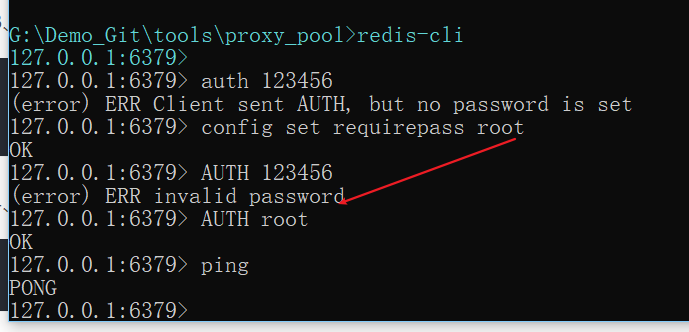 G:\Demo_Git\tools\proxy_pool>redis-cli
127.0.0.1:6379>
127.0.0.1:6379> auth 123456
(error) ERR Client sent AUTH, but no password is set
127.0.0.1:6379> config set requirepass root
OK
127.0.0.1:6379> AUTH 123456
(error) ERR invalid password
127.0.0.1:6379> AUTH root
OK
127.0.0.1:6379> ping
PONG
127.0.0.1:6379>